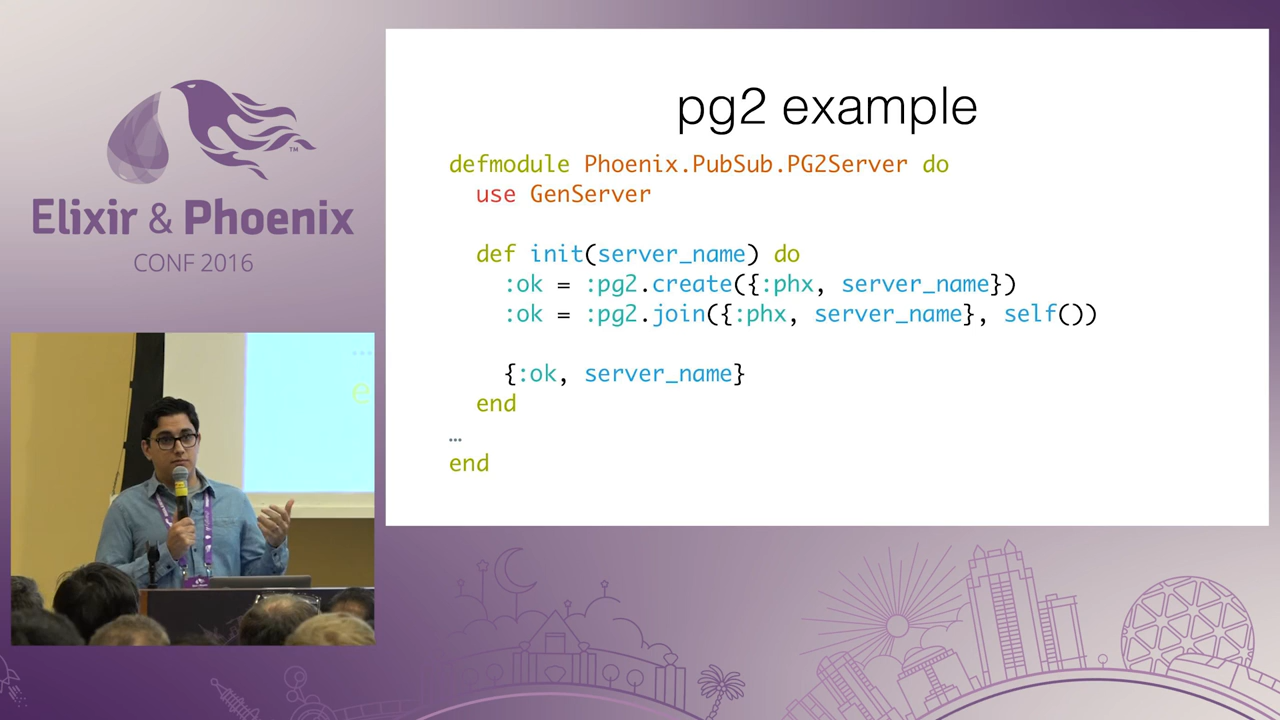 Elixir & Phoenix
CONF 2016
TM
pg2 example
defmodule Phoenix.PubSub.PG2Server do
use GenServer
def init(server_name) do
:ok = :pg2.create({:phx, server_name})
:ok = :pg2.join({:phx, server_name}, self())
{:ok, server_name}
end
…
end